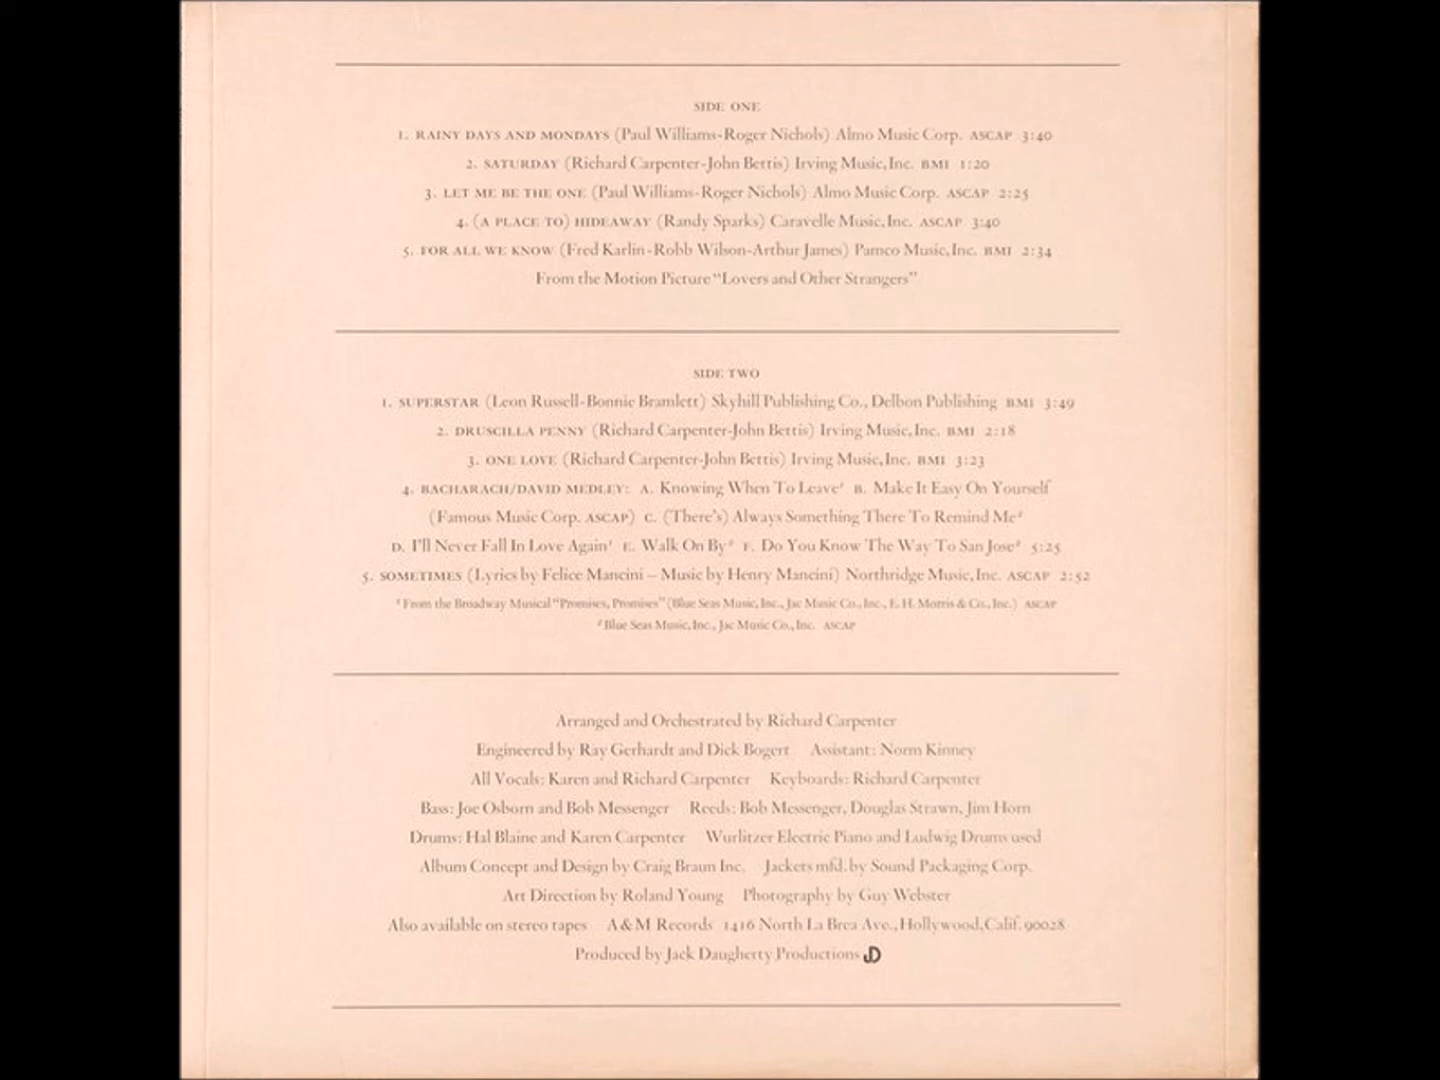 SIDE ONE
1. RAINY DAYS AND MONDAYS (Paul Williams-Roger Nichols) Almo Music Corp. ASCAP 3:40
2. SATURDAY (Richard Carpenter-John Bettis) Irving Music, Inc. BMI 1:20
3. LET ME BE THE ONE (Paul Williams-Roger Nichols) Almo Music Corp. ASCAP 2:25
4. (A PLACE TO) HIDEAWAY (Randy Sparks) Caravelle Music, Inc. ASCAP 3:40
5. FOR ALL WE KNOW (Fred Karlin-Robb Wilson-Arthur James) Pamco Music, Inc. BMI 2:34
From the Motion Picture "Lovers and Other Strangers"
SIDE TWO
1. SUPERSTAR (Leon Russell-Bonnie Bramlett) Skyhill Publishing Co., Delbon Publishing BMI 3:49
2. DRUSCILLA PENNY (Richard Carpenter-John Bettis) Irving Music, Inc. BMI 2:18
3. ONE LOVE (Richard Carpenter-John Bettis) Irving Music, Inc. BMI 3:23
4. BACHARACH/DAVID MEDLEY: A. Knowing When To Leave¹ B. Make It Easy On Yourself
(Famous Music Corp. ASCAP) C. (There's) Always Something There To Remind Me²
D. I'll Never Fall In Love Again¹ E. Walk On By² F. Do You Know The Way To San Jose² 5:25
5. SOMETIMES (Lyrics by Felice Mancini – Music by Henry Mancini) Northridge Music, Inc. ASCAP 2:52
¹ From the Broadway Musical "Promises, Promises" (Blue Seas Music, Inc., Jac Music Co., Inc., E. H. Morris & Co., Inc.) ASCAP
² Blue Seas Music, Inc., Jac Music Co., Inc. ASCAP
Arranged and Orchestrated by Richard Carpenter
Engineered by Ray Gerhardt and Dick Bogert Assistant: Norm Kinney
All Vocals: Karen and Richard Carpenter Keyboards: Richard Carpenter
Bass: Joe Osborn and Bob Messenger Reeds: Bob Messenger, Douglas Strawn, Jim Horn
Drums: Hal Blaine and Karen Carpenter Wurlitzer Electric Piano and Ludwig Drums used
Album Concept and Design by Craig Braun Inc. Jackets mfd. by Sound Packaging Corp.
Art Direction by Roland Young Photography by Guy Webster
Also available on stereo tapes A&M Records 1416 North La Brea Ave., Hollywood, Calif. 90028
Produced by Jack Daugherty Productions JD